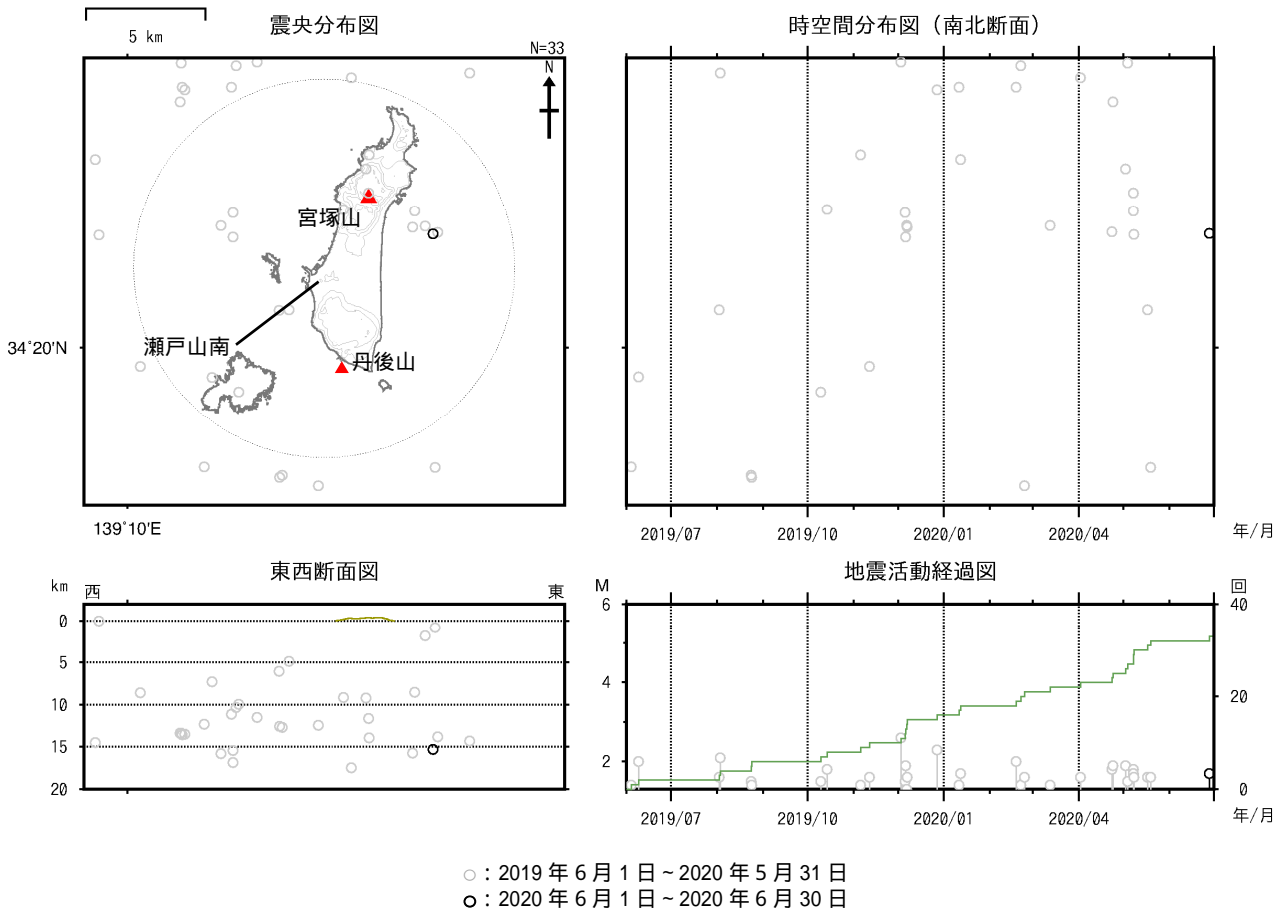 震央分布図
5 km
N=33
N
宮塚山
瀬戸山南
丹後山
34˚20'N
139˚10'E
時空間分布図（南北断面）
2019/07
2019/10
2020/01
2020/04
年/月
東西断面図
km
西
東
0
5
10
15
20
地震活動経過図
M
回
6
4
2
40
20
0
2019/07
2019/10
2020/01
2020/04
年/月
○：2019 年 6 月 1 日 ~ 2020 年 5 月 31 日
○：2020 年 6 月 1 日 ~ 2020 年 6 月 30 日